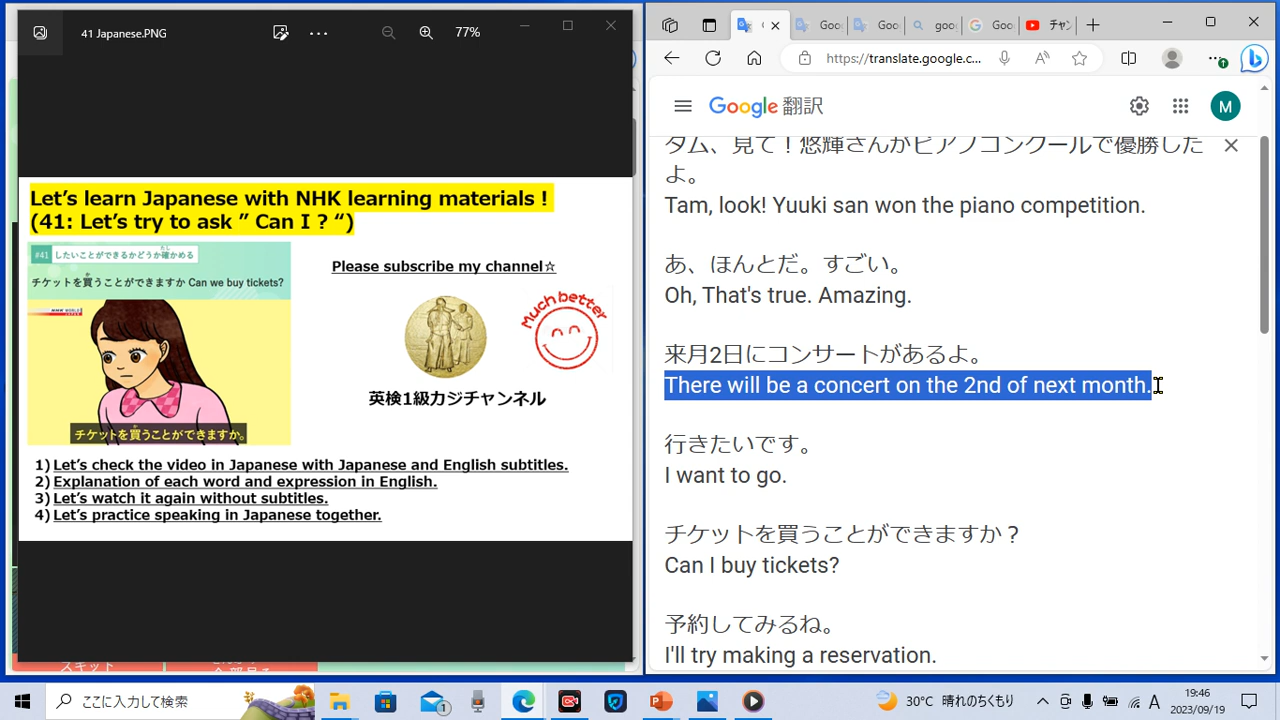 41 Japanese.PNG
77%
Let's learn Japanese with NHK learning materials !
(41: Let's try to ask ” Can I ? “)
#41 したいことができるかどうか確かめる
チケットを買うことができますか Can we buy tickets?
チケットを買うことができますか。
Please subscribe my channel☆
Much better
英検1級カジチャンネル
1) Let's check the video in Japanese with Japanese and English subtitles.
2) Explanation of each word and expression in English.
3) Let's watch it again without subtitles.
4) Let's practice speaking in Japanese together.
スキット
Goo
Goo
goo
Goo
チャン
https://translate.google.c...
Google 翻訳
M
タム、見て！悠輝さんがピアノコンクールで優勝した
よ。
Tam, look! Yuuki san won the piano competition.
あ、ほんとだ。すごい。
Oh, That's true. Amazing.
来月2日にコンサートがあるよ。
There will be a concert on the 2nd of next month.
行きたいです。
I want to go.
チケットを買うことができますか？
Can I buy tickets?
予約してみるね。
I'll try making a reservation.
ここに入力して検索
30°C 晴れのちくもり
A
19:46
2023/09/19